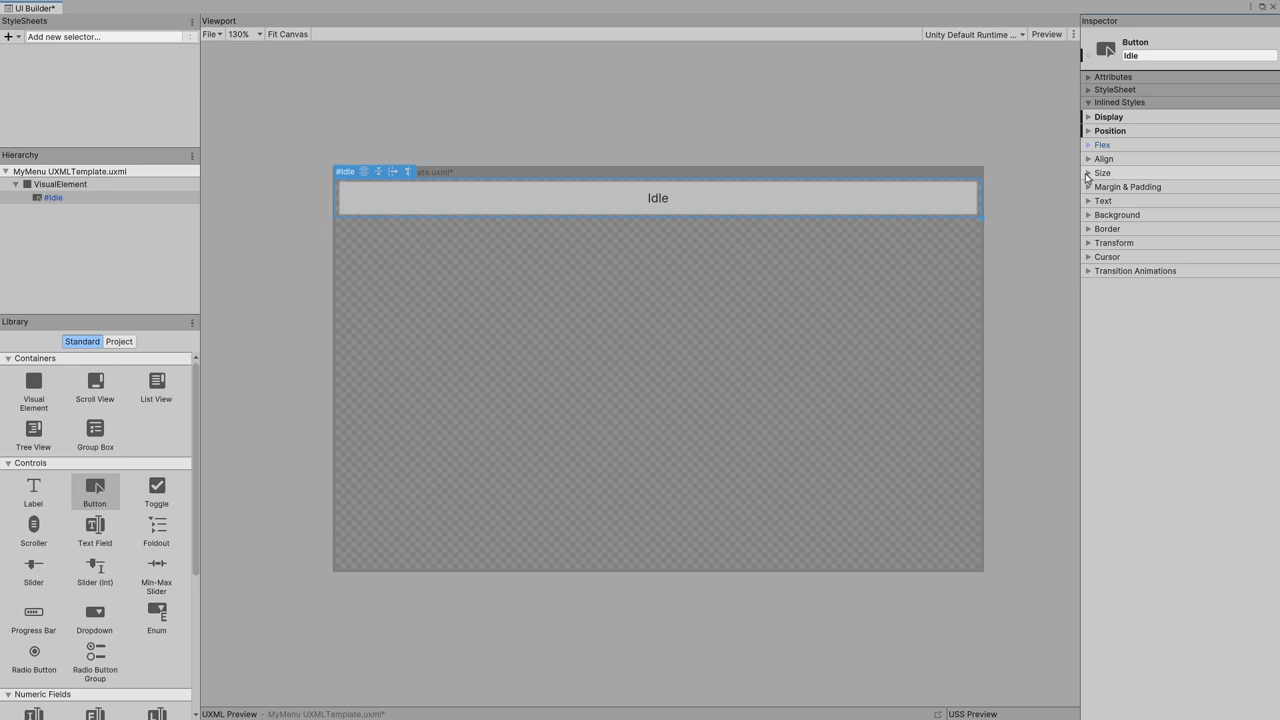 UI Builder*
StyleSheets
Add new selector...
Hierarchy
MyMenu UXMLTemplate.uxml
VisualElement
#Idle
Library
Standard Project
Containers
Visual Element
Scroll View
List View
Tree View
Group Box
Controls
Label
Button
Toggle
Scroller
Text Field
Foldout
Slider
Slider (Int)
Min-Max Slider
Progress Bar
Dropdown
Enum
Radio Button
Radio Button Group
Numeric Fields
Viewport
File 130% Fit Canvas
Unity Default Runtime ... Preview
#Idle ate.uxml*
Idle
UXML Preview - MyMenu UXMLTemplate.uxml*
USS Preview
Inspector
Button
Idle
Attributes
StyleSheet
Inlined Styles
Display
Position
Flex
Align
Size
Margin & Padding
Text
Background
Border
Transform
Cursor
Transition Animations